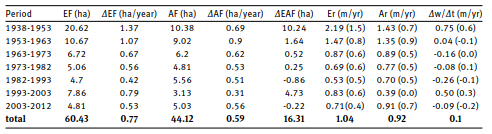 Period EF (ha) ΔEF (ha/year) AF (ha) ΔAF (ha/year) ΔEAF (ha) Er (m/yr) Ar (m/yr) Δw/Δt (m/yr)
1938-1953 20.62 1.37 10.38 0.69 10.24 2.19 (1.5) 1.43 (0.7) 0.75 (0.6)
1953-1963 10.67 1.07 9.02 0.9 1.64 1.47 (0.8) 1.35 (0.9) 0.04 (-0.1)
1963-1973 6.72 0.67 6.2 0.62 0.52 0.87 (0.6) 0.89 (0.5) -0.16 (0.0)
1973-1982 5.06 0.56 4.81 0.53 0.25 0.69 (0.6) 0.77 (0.5) -0.08 (0.1)
1982-1993 4.7 0.42 5.56 0.51 -0.86 0.53 (0.5) 0.70 (0.5) -0.26 (-0.1)
1993-2003 7.86 0.79 3.13 0.31 4.73 0.83 (0.6) 0.39 (0.0) 0.50 (0.3)
2003-2012 4.81 0.53 5.03 0.56 -0.22 0.71(0.4) 0.91 (0.7) -0.09 (-0.2)
total 60.43 0.77 44.12 0.59 16.31 1.04 0.92 0.1